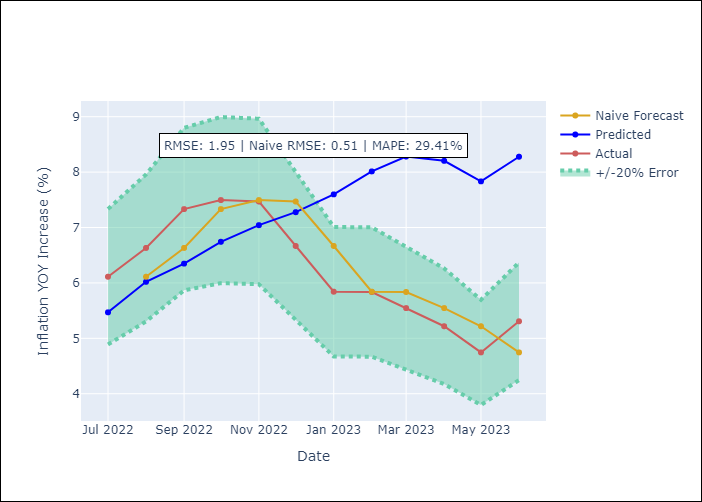 RMSE: 1.95 | Naive RMSE: 0.51 | MAPE: 29.41%
9
8
7
6
5
4
Inflation YOY Increase (%)
Jul 2022
Sep 2022
Nov 2022
Jan 2023
Mar 2023
May 2023
Date
Naive Forecast
Predicted
Actual
+/-20% Error